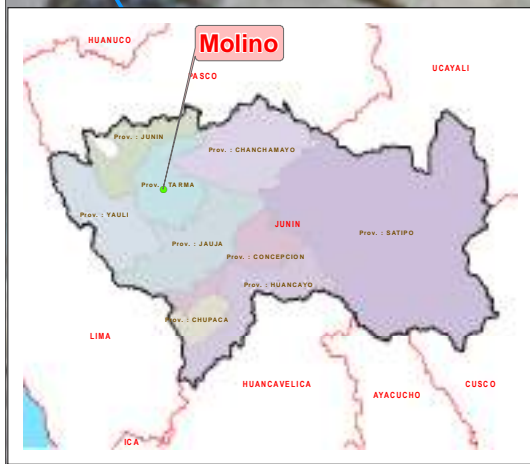 HUANUCO
Molino
PASCO
UCAYALI
Prov. : JUNIN
Prov. : CHANCHAMAYO
Prov. : TARMA
Prov. : YAULI
JUNIN
Prov. : SATIPO
Prov. : JAUJA
Prov. : CONCEPCION
Prov. : HUANCAYO
Prov. : CHUPACA
LIMA
HUANCAVELICA
AYACUCHO
CUSCO
ICA